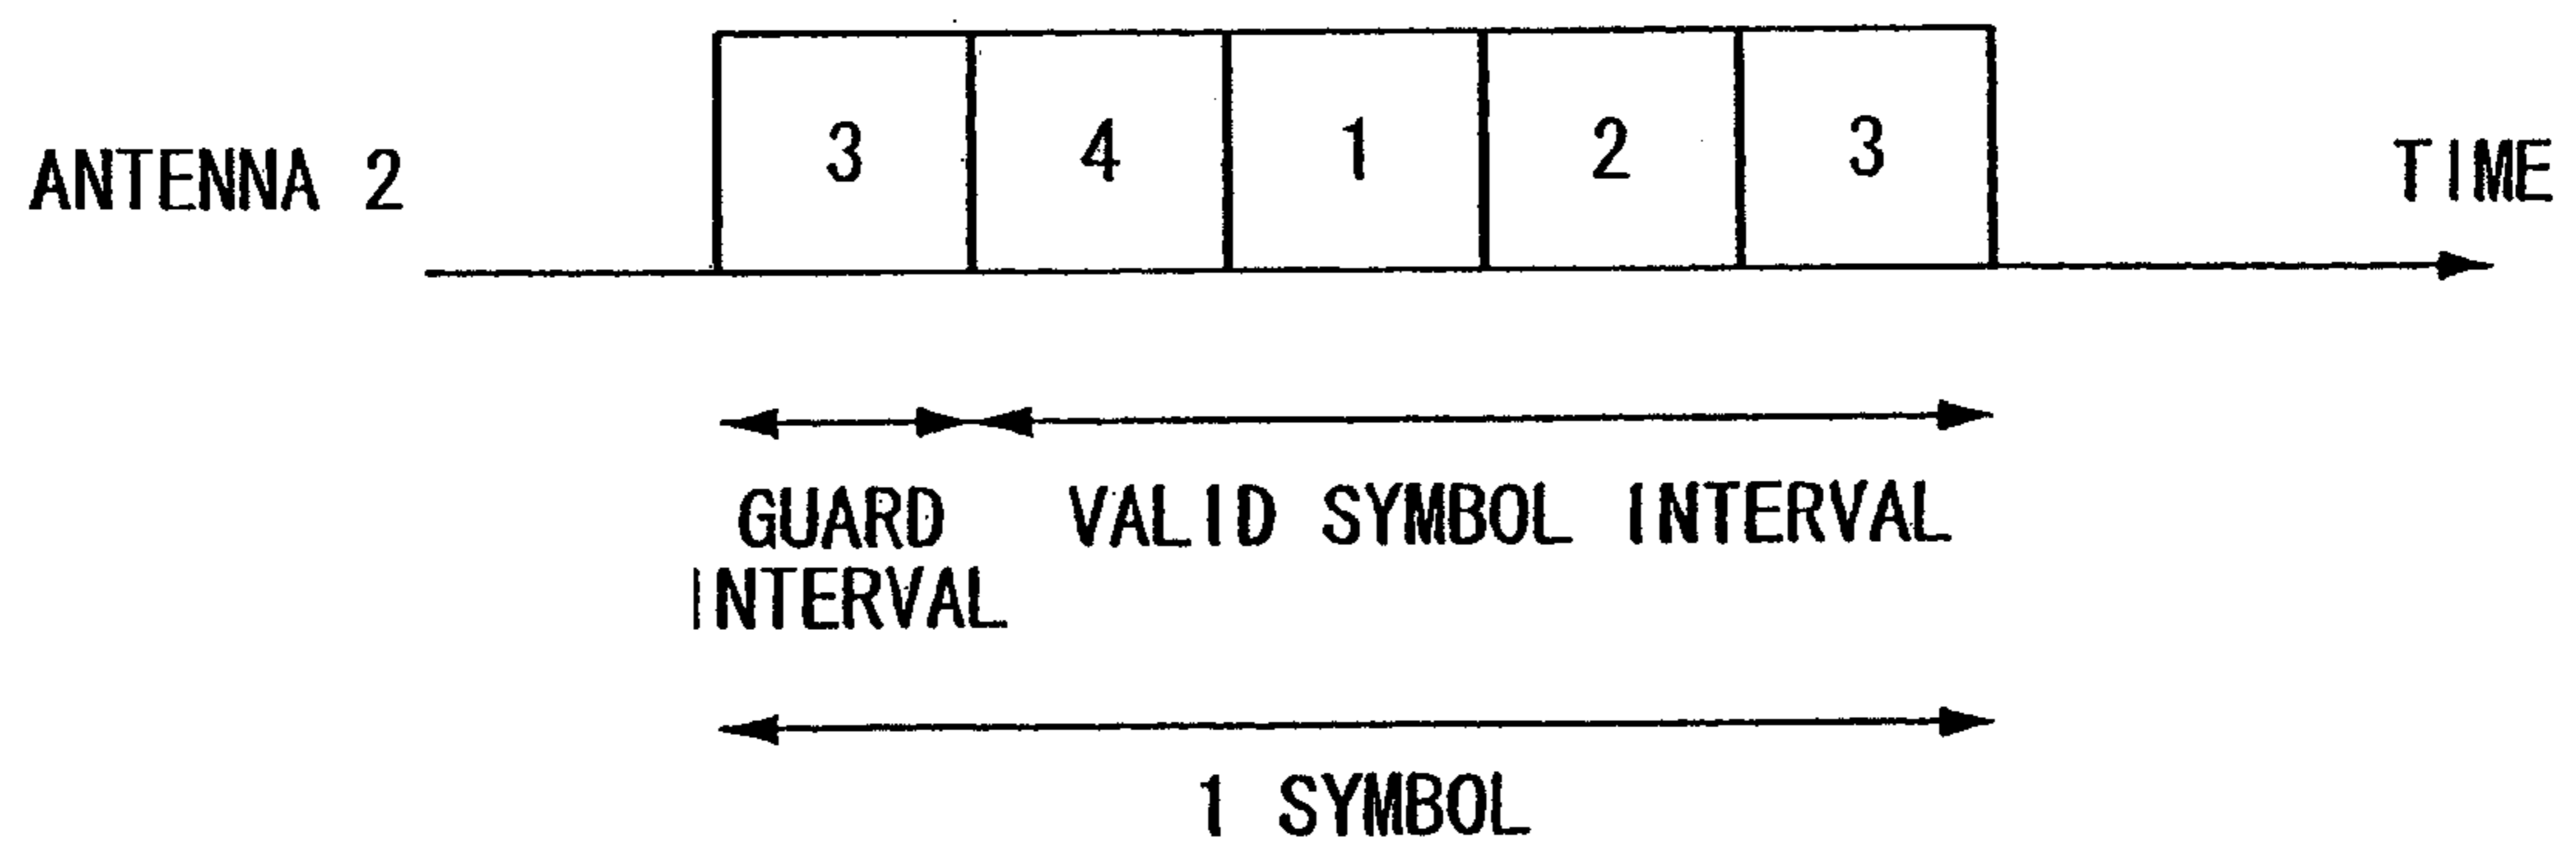 ANTENNA 2
3 4 1 2 3
TIME
GUARD INTERVAL
VALID SYMBOL INTERVAL
1 SYMBOL